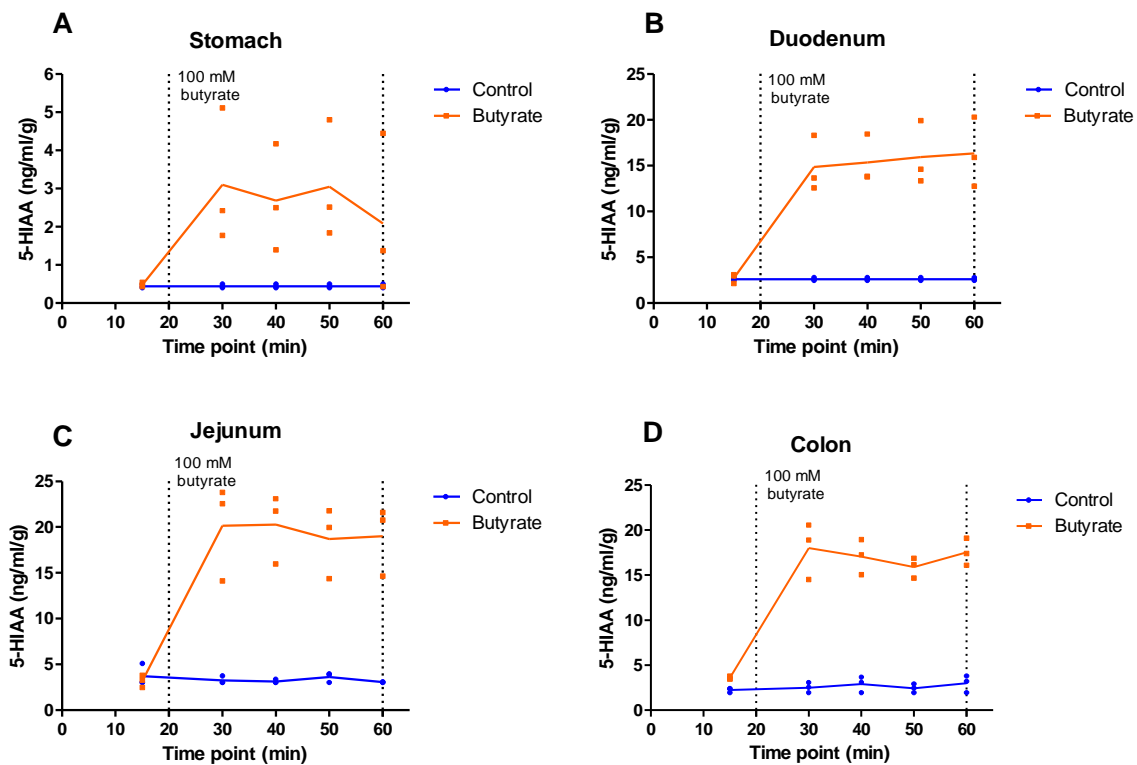 A
Stomach
100 mM
butyrate
Control
Butyrate
5-HIAA (ng/ml/g)
6
5
4
3
2
1
0
0 10 20 30 40 50 60
Time point (min)
B
Duodenum
100 mM
butyrate
Control
Butyrate
5-HIAA (ng/ml/g)
25
20
15
10
5
0
0 10 20 30 40 50 60
Time point (min)
C
Jejunum
100 mM
butyrate
Control
Butyrate
5-HIAA (ng/ml/g)
25
20
15
10
5
0
0 10 20 30 40 50 60
Time point (min)
D
Colon
100 mM
butyrate
Control
Butyrate
5-HIAA (ng/ml/g)
25
20
15
10
5
0
0 10 20 30 40 50 60
Time point (min)